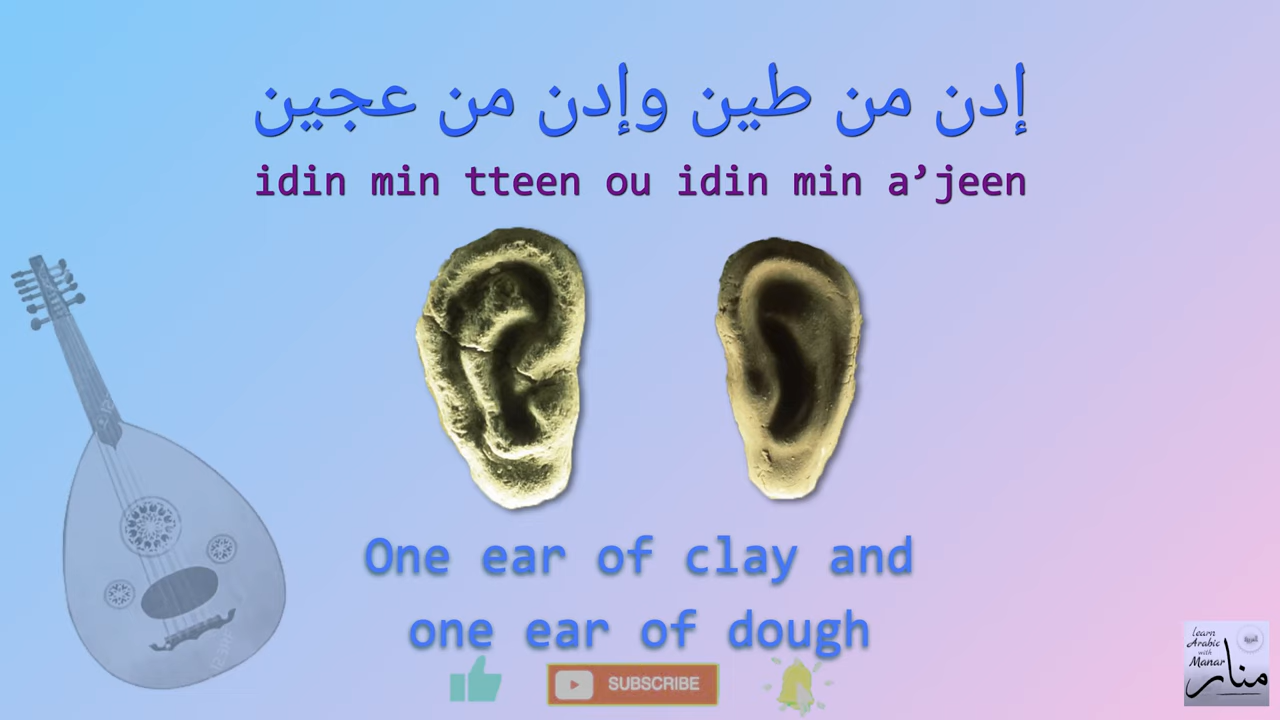 إدن من طين وإدن من عجين
idin min tteen ou idin min a’jeen
One ear of clay and
one ear of dough
SUBSCRIBE
learn
Arabic
with
Manar
منار